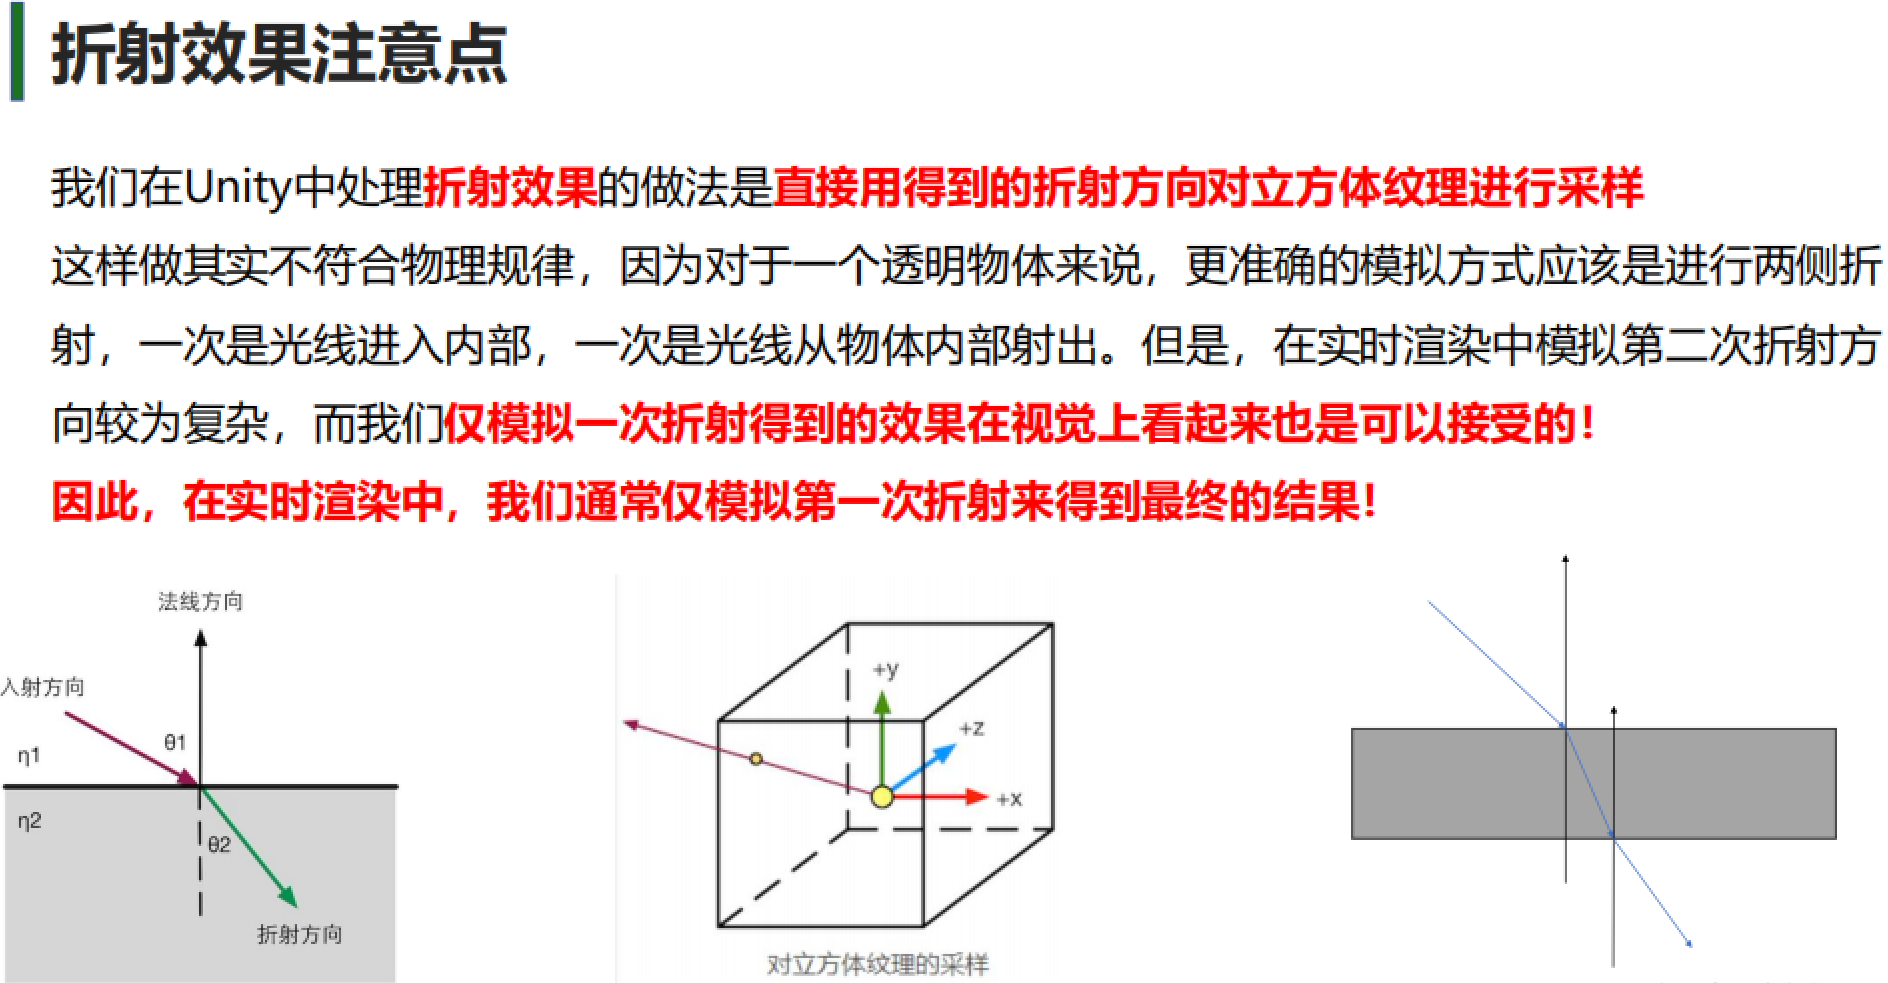 折射效果注意点
我们在Unity中处理折射效果的做法是直接用得到的折射方向对立方体纹理进行采样
这样做其实不符合物理规律，因为对于一个透明物体来说，更准确的模拟方式应该是进行两侧折
射，一次是光线进入内部，一次是光线从物体内部射出。但是，在实时渲染中模拟第二次折射方
向较为复杂，而我们仅模拟一次折射得到的效果在视觉上看起来也是可以接受的！
因此，在实时渲染中，我们通常仅模拟第一次折射来得到最终的结果！
法线方向
入射方向
θ1
η1
η2
θ2
折射方向
+y
+z
+x
对立方体纹理的采样